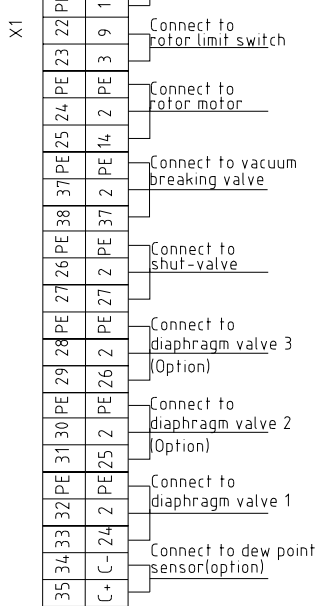 X1
PE 1
22 9 Connect to
rotor limit switch
23 3
PE PE Connect to
24 2 rotor motor
25 14
PE PE Connect to vacuum
37 2 breaking valve
38 37
PE PE Connect to
26 2 shut-valve
27 27
PE PE Connect to
28 2 diaphragm valve 3
29 26 (Option)
PE PE Connect to
30 2 diaphragm valve 2
31 25 (Option)
PE PE Connect to
32 2 diaphragm valve 1
33 24
34 C- Connect to dew point
35 C+ sensor(option)